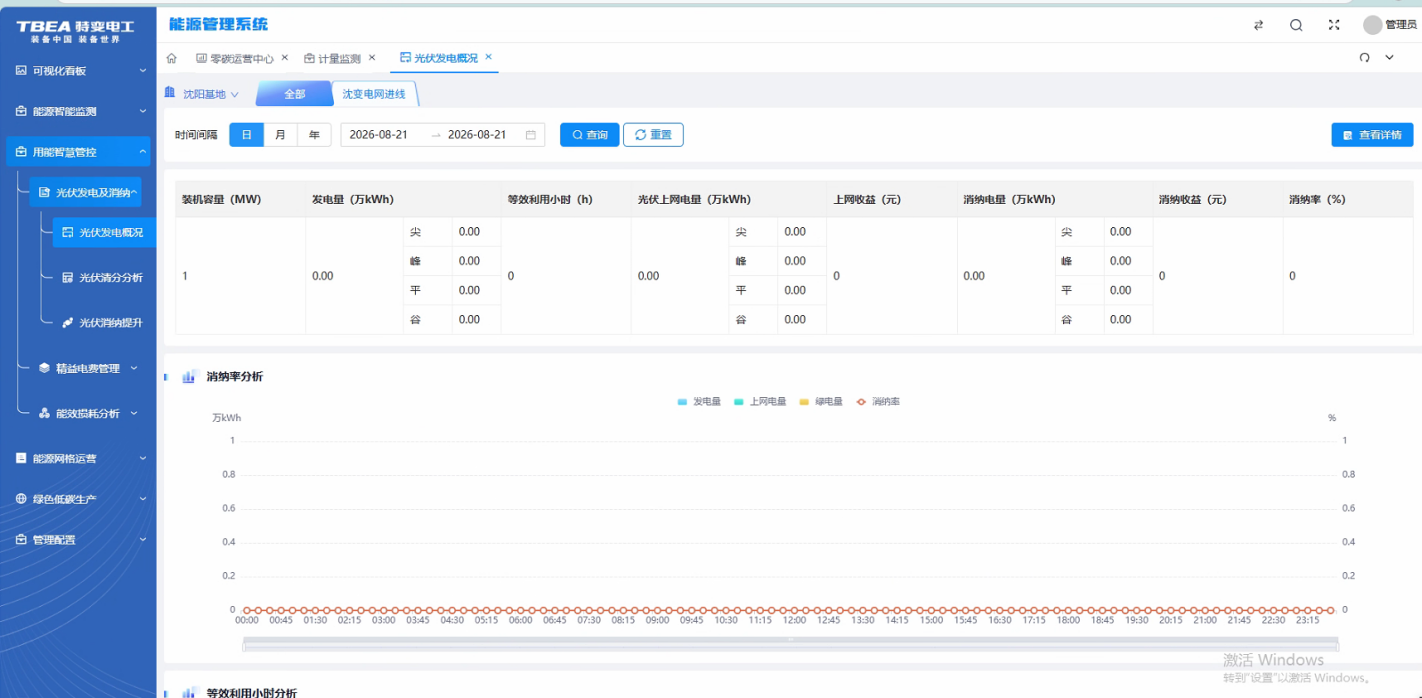 TBEA 特变电工
装备中国 装备世界
能源管理系统
管理员
零碳运营中心 ×
计量监测 ×
光伏发电概况 ×
沈阳基地
全部
沈变电网进线
时间间隔
日
月
年
2026-08-21 → 2026-08-21
查询
重置
查看详情
可视化看板
能源智能监测
用能智慧管控
光伏发电及消纳
光伏发电概况
光伏清分分析
光伏消纳提升
精益电费管理
能效损耗分析
能源网格运营
绿色低碳生产
管理配置
装机容量（MW） 发电量（万kWh） 等效利用小时（h） 光伏上网电量（万kWh） 上网收益（元） 消纳电量（万kWh） 消纳收益（元） 消纳率（%）
尖 0.00 尖 0.00 尖 0.00
峰 0.00 峰 0.00 峰 0.00
1 0.00 0 0.00 0 0.00 0 0
平 0.00 平 0.00 平 0.00
谷 0.00 谷 0.00 谷 0.00
消纳率分析
发电量 上网电量 绿电量 消纳率
万kWh %
1 1
0.8 0.8
0.6 0.6
0.4 0.4
0.2 0.2
0 0
00:00 00:45 01:30 02:15 03:00 03:45 04:30 05:15 06:00 06:45 07:30 08:15 09:00 09:45 10:30 11:15 12:00 12:45 13:30 14:15 15:00 15:45 16:30 17:15 18:00 18:45 19:30 20:15 21:00 21:45 22:30 23:15
激活 Windows
转到"设置"以激活 Windows。
等效利用小时分析